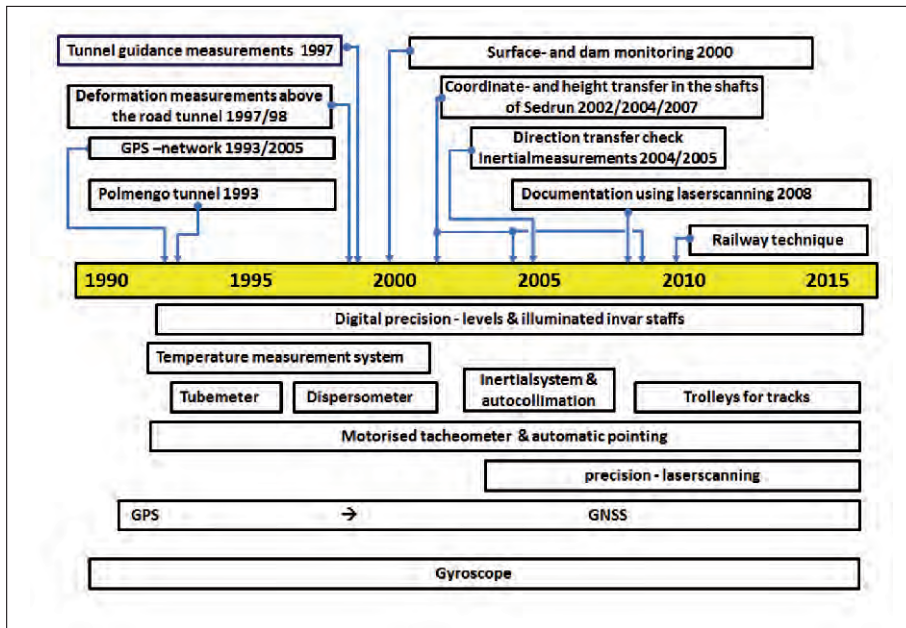 Tunnel guidance measurements 1997
Surface- and dam monitoring 2000
Deformation measurements above
the road tunnel 1997/98
Coordinate- and height transfer in the shafts
of Sedrun 2002/2004/2007
GPS –network 1993/2005
Direction transfer check
Inertialmeasurements 2004/2005
Polmengo tunnel 1993
Documentation using laserscanning 2008
Railway technique
1990 1995 2000 2005 2010 2015
Digital precision - levels & illuminated invar staffs
Temperature measurement system
Tubemeter
Dispersometer
Inertialsystem &
autocollimation
Trolleys for tracks
Motorised tacheometer & automatic pointing
precision - laserscanning
GPS → GNSS
Gyroscope